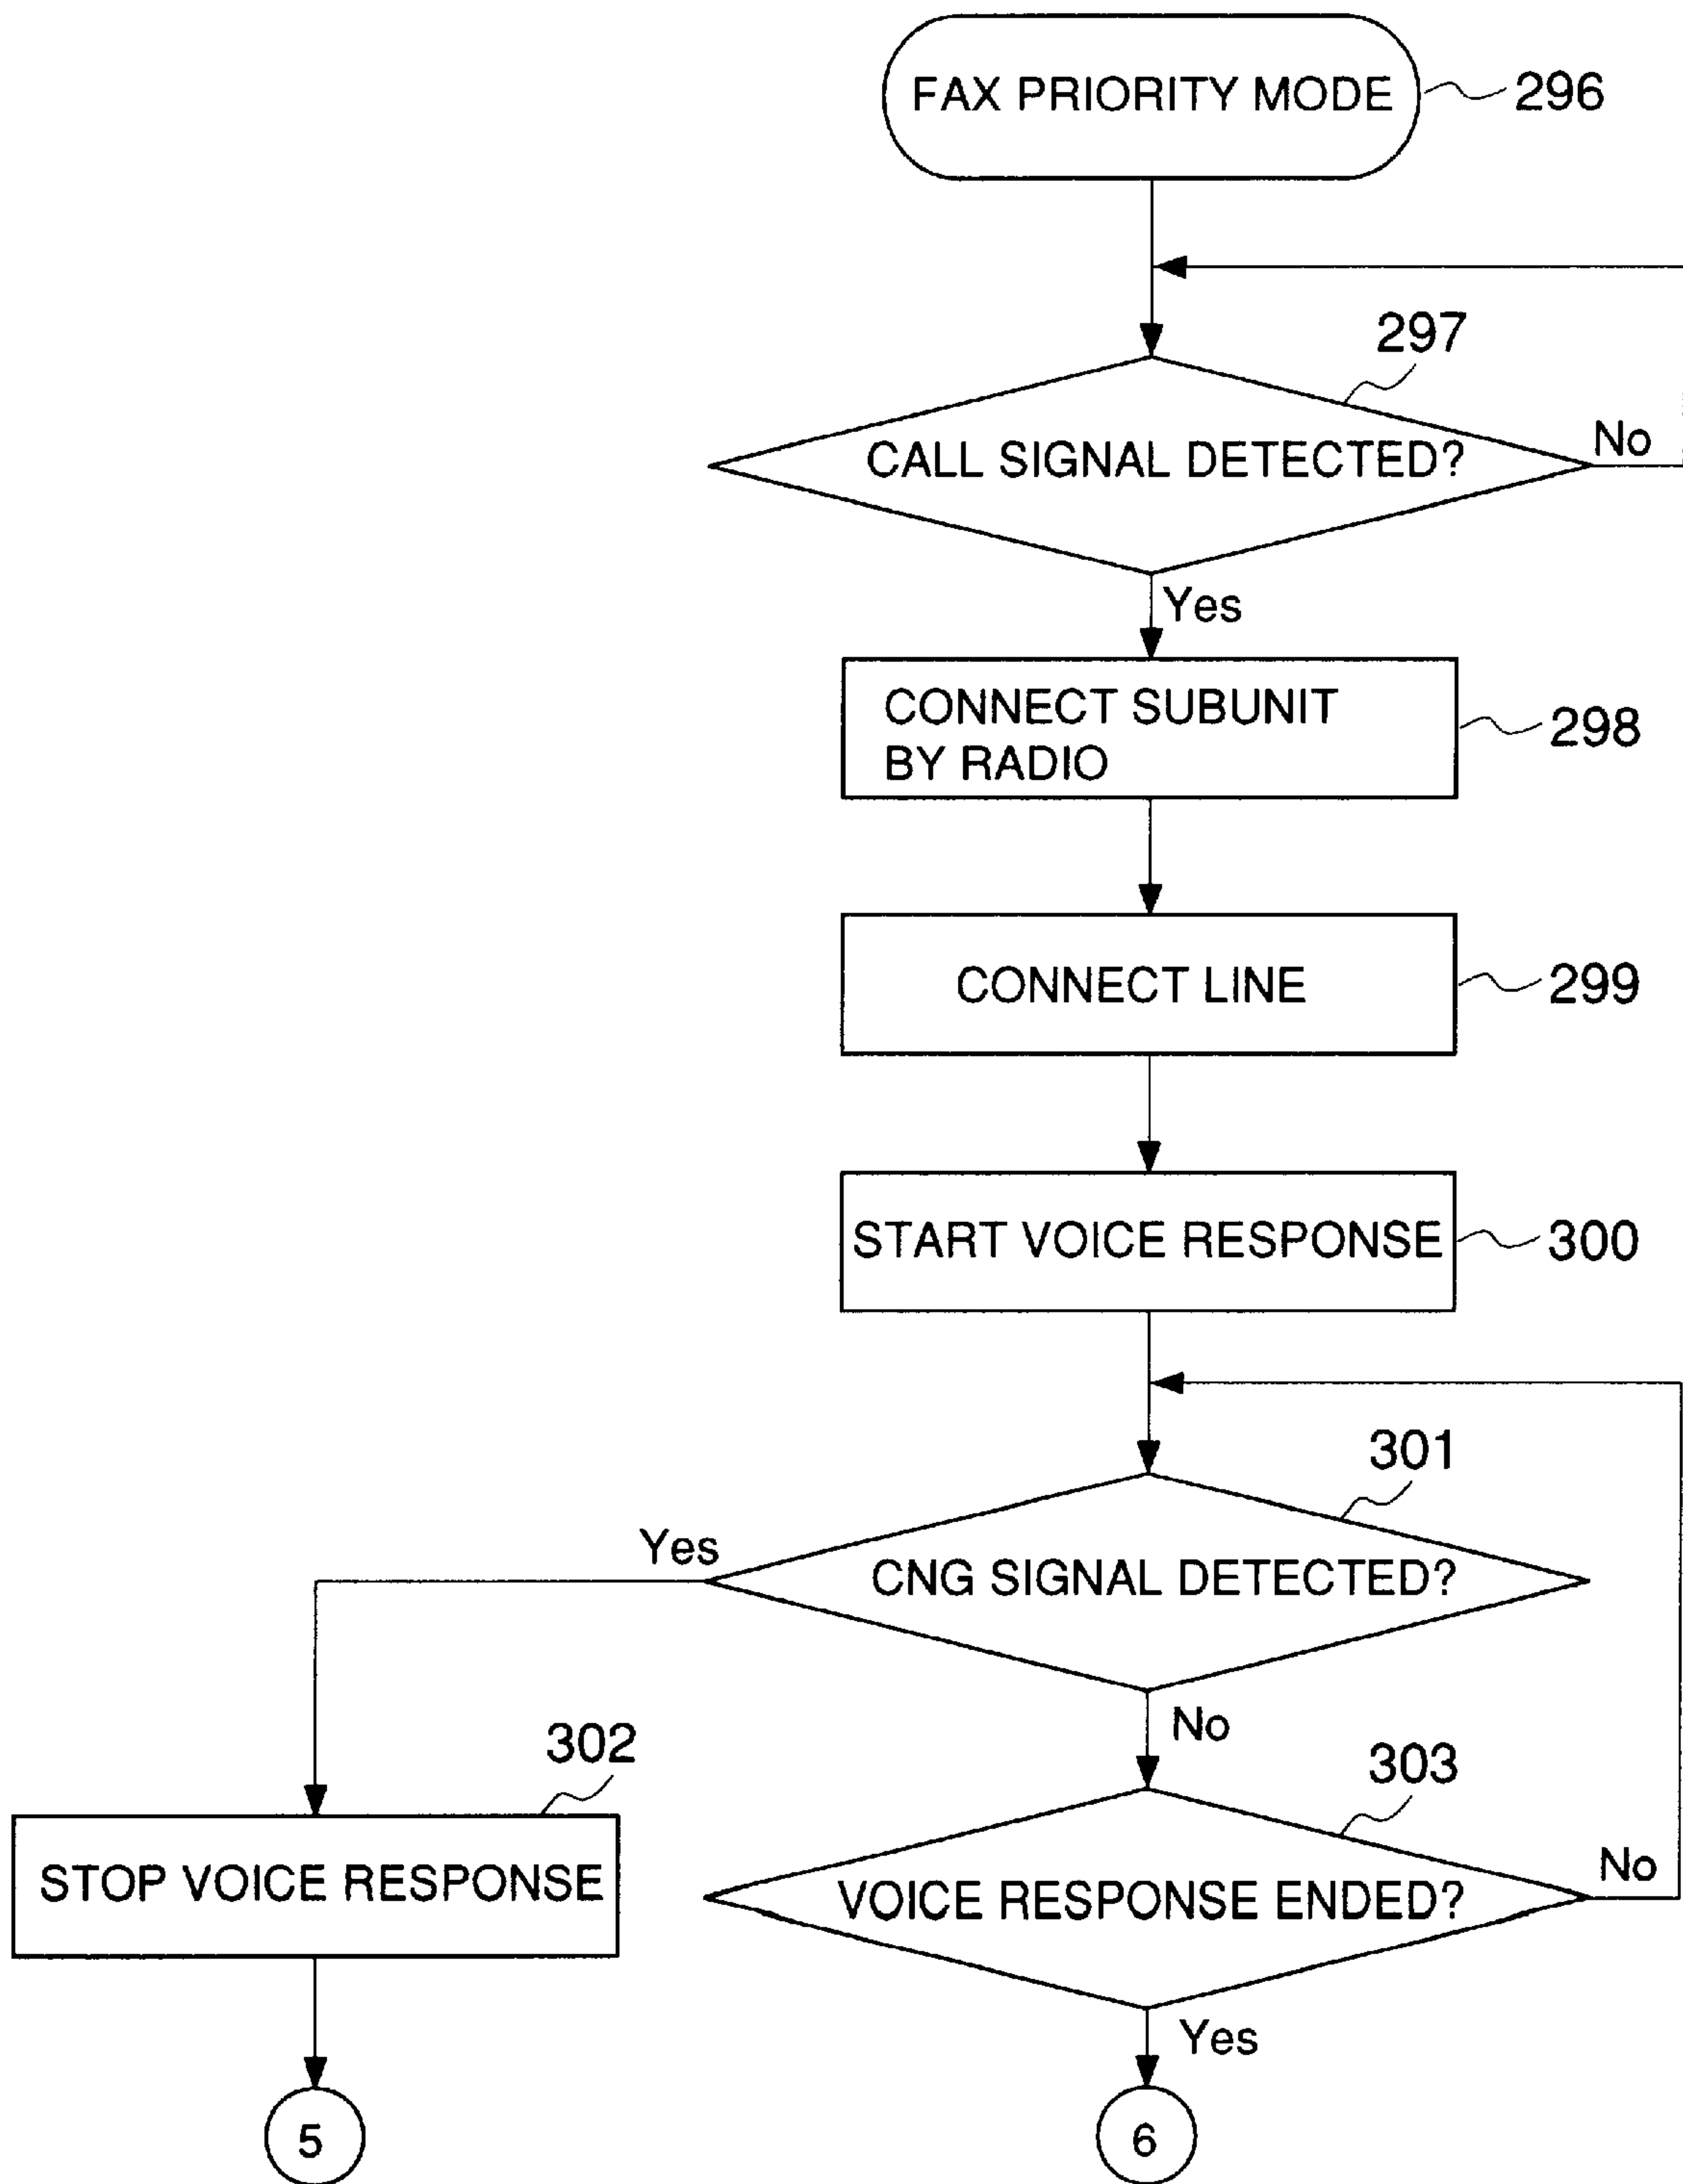 FAX PRIORITY MODE
296
297
CALL SIGNAL DETECTED?
No
Yes
CONNECT SUBUNIT
BY RADIO
298
CONNECT LINE
299
START VOICE RESPONSE
300
301
Yes
CNG SIGNAL DETECTED?
No
302
303
STOP VOICE RESPONSE
VOICE RESPONSE ENDED?
No
Yes
5
6